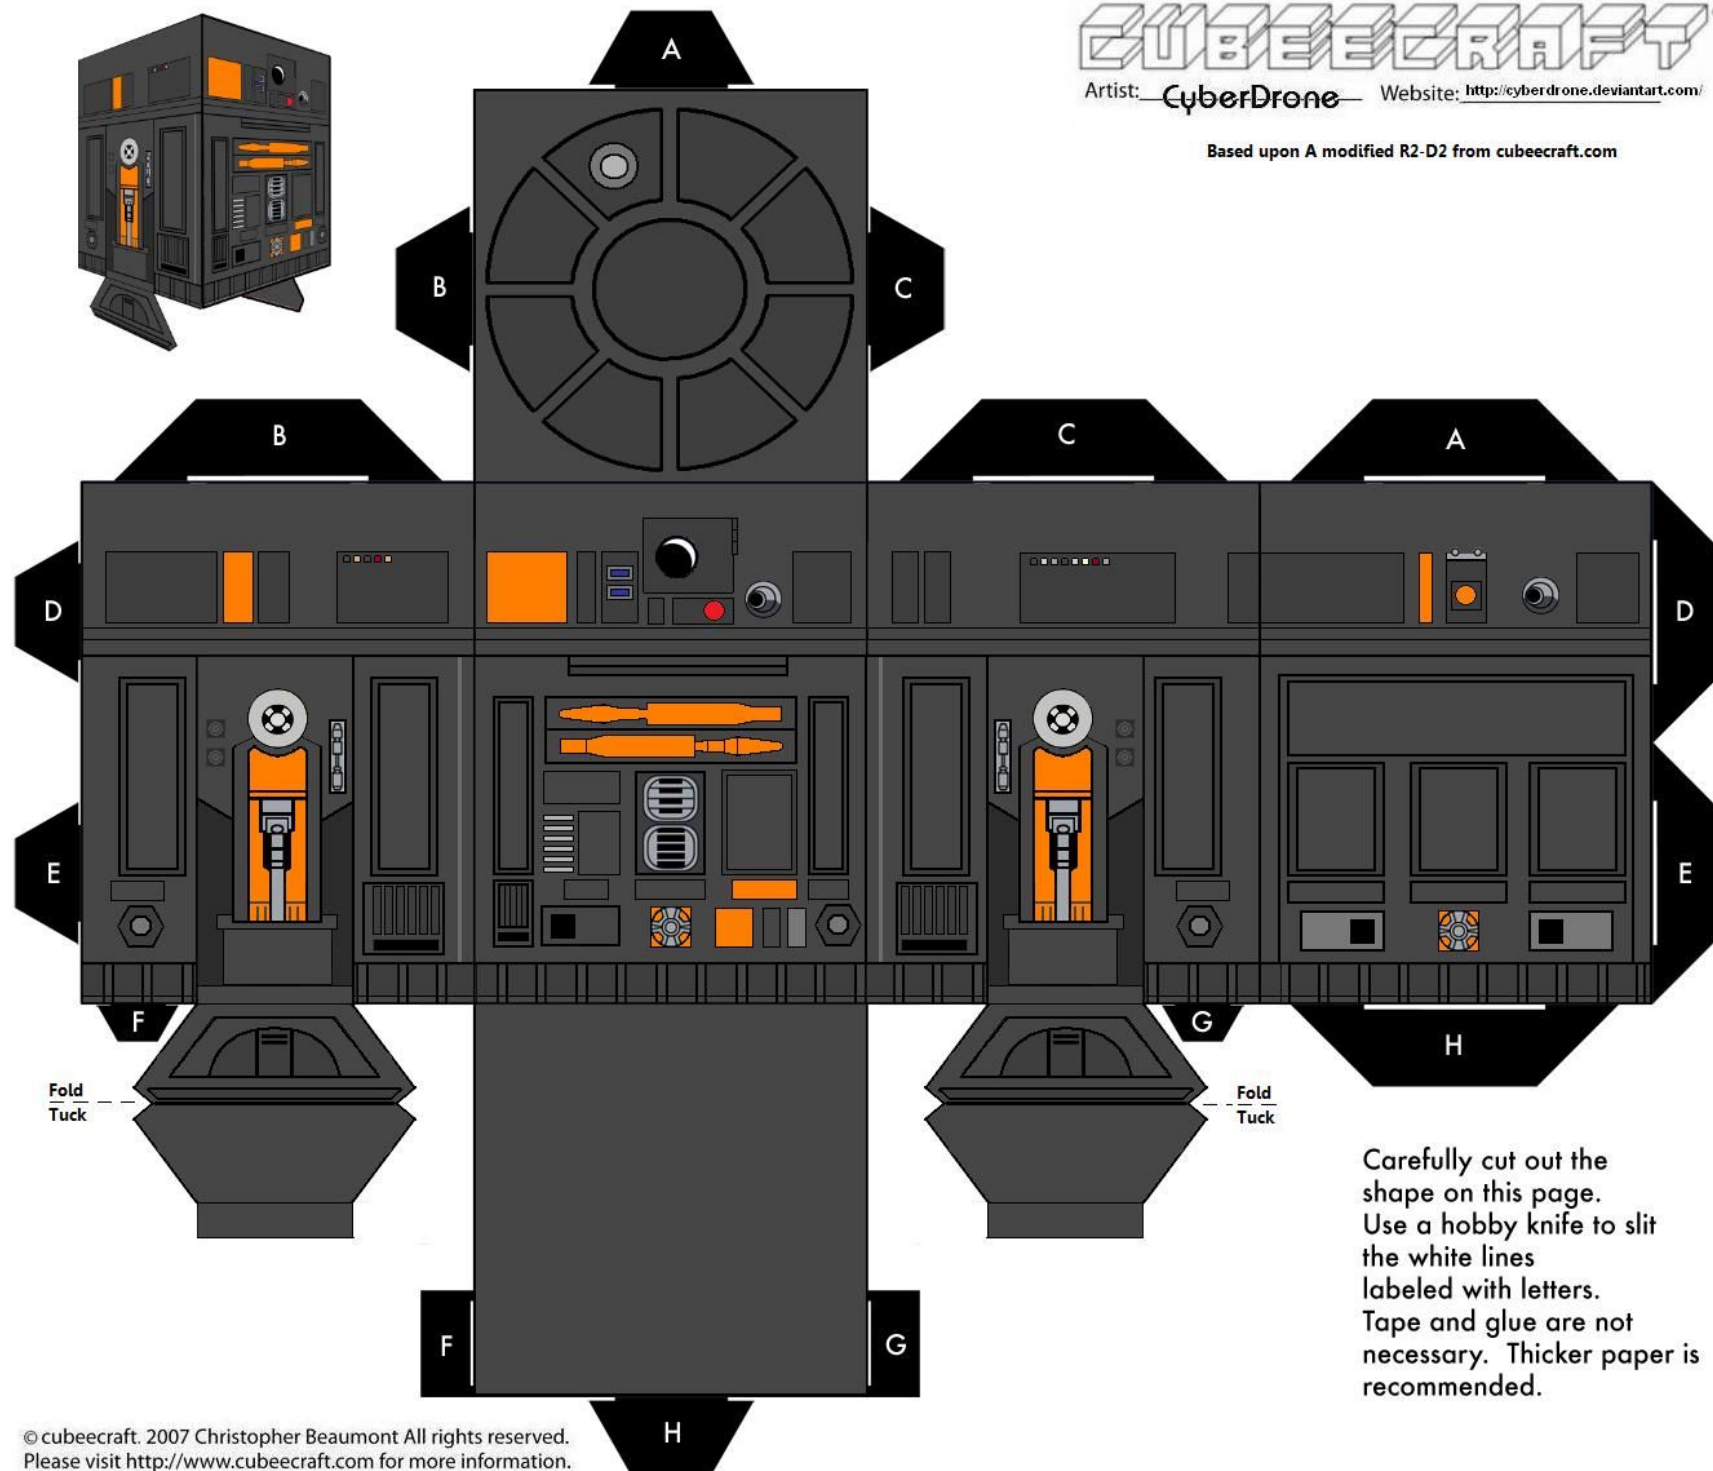 CUBEECRAFT
Artist: CyberDrone Website: http://cyberdrone.deviantart.com/
Based upon A modified R2-D2 from cubeecraft.com
A
B
C
B
C
A
D
D
E
E
F
G
H
Fold
Tuck
Fold
Tuck
Carefully cut out the
shape on this page.
Use a hobby knife to slit
the white lines
labeled with letters.
Tape and glue are not
necessary. Thicker paper is
recommended.
F
G
H
© cubeecraft. 2007 Christopher Beaumont All rights reserved.
Please visit http://www.cubeecraft.com for more information.